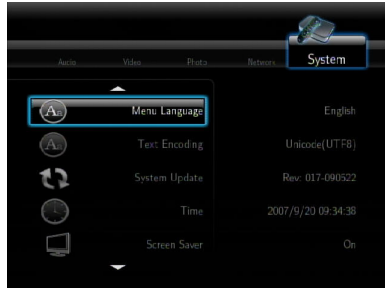 Audio Video Photo Network System
Menu Language English
Text Encoding Unicode(UTF8)
System Update Rev: 017-090522
Time 2007/9/20 09:34:38
Screen Saver On